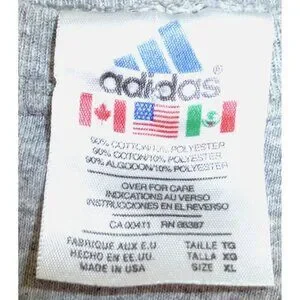 adidas®
90% COTTON/10% POLYESTER
90% COTON/10% POLYESTER
90% ALGODON/10% POLYESTER
OVER FOR CARE
INDICATIONS AU VERSO
INSTRUCCIONES EN EL REVERSO
CA 00411 RN 88387
FABRIQUE AUX E.U. TAILLE TG
HECHO EN EE.UU. TALLA XG
MADE IN USA SIZE XL